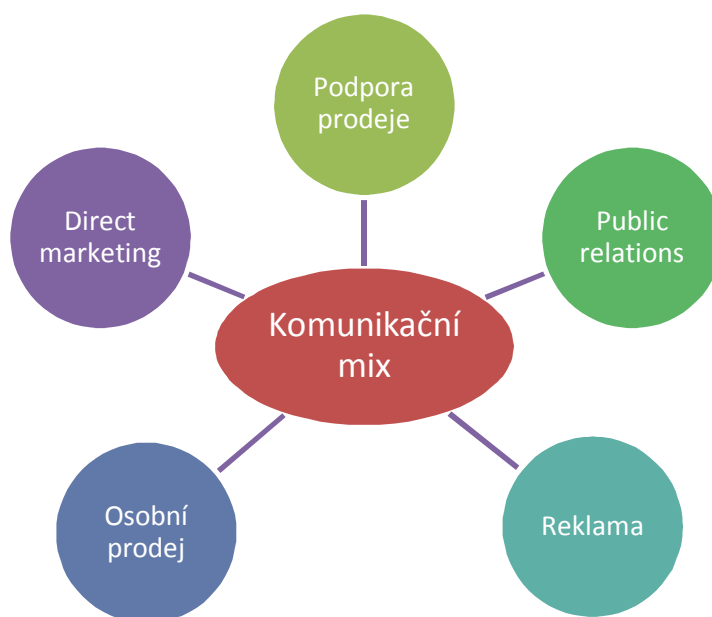 Podpora
prodeje
Direct
marketing
Public
relations
Komunikační
mix
Osobní
prodej
Reklama